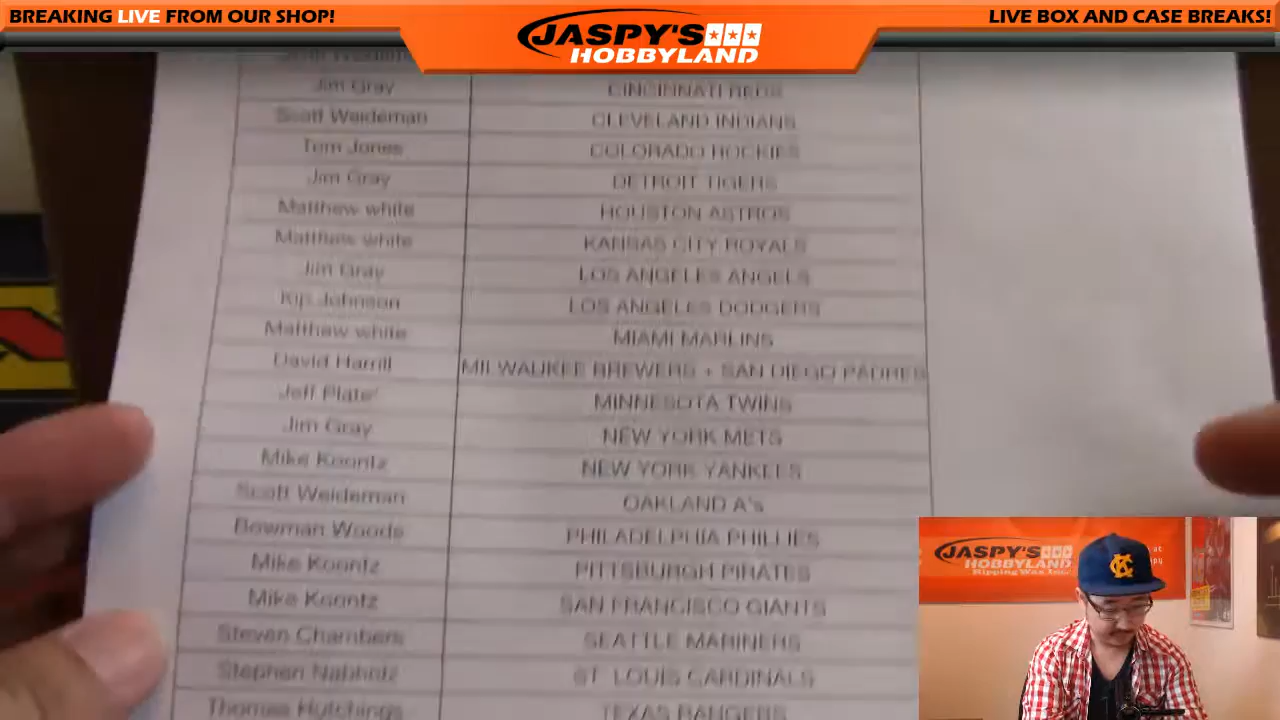 BREAKING LIVE FROM OUR SHOP!
JASPY'S
HOBBYLAND
LIVE BOX AND CASE BREAKS!
Jim Gray CINCINNATI REDS
Scott Weideman CLEVELAND INDIANS
Tom Jones COLORADO ROCKIES
Jim Gray DETROIT TIGERS
Matthew white HOUSTON ASTROS
Matthew white KANSAS CITY ROYALS
Jim Gray LOS ANGELES ANGELS
Kip Johnson LOS ANGELES DODGERS
Matthew white MIAMI MARLINS
David Harrill MILWAUKEE BREWERS + SAN DIEGO PADRES
Jeff MINNESOTA TWINS
Jim Gray NEW YORK METS
Mike Koontz NEW YORK YANKEES
Scott Weideman OAKLAND A's
Bowman Woods PHILADELPHIA PHILLIES
Mike Koontz PITTSBURGH PIRATES
Mike Koontz SAN FRANCISCO GIANTS
Steven Chambers SEATTLE MARINERS
Stephen ST. LOUIS CARDINALS
Thomas Hutchings TEXAS RANGERS
JASPY'S
HOBBYLAND
Ripping Wax Inc.
KC